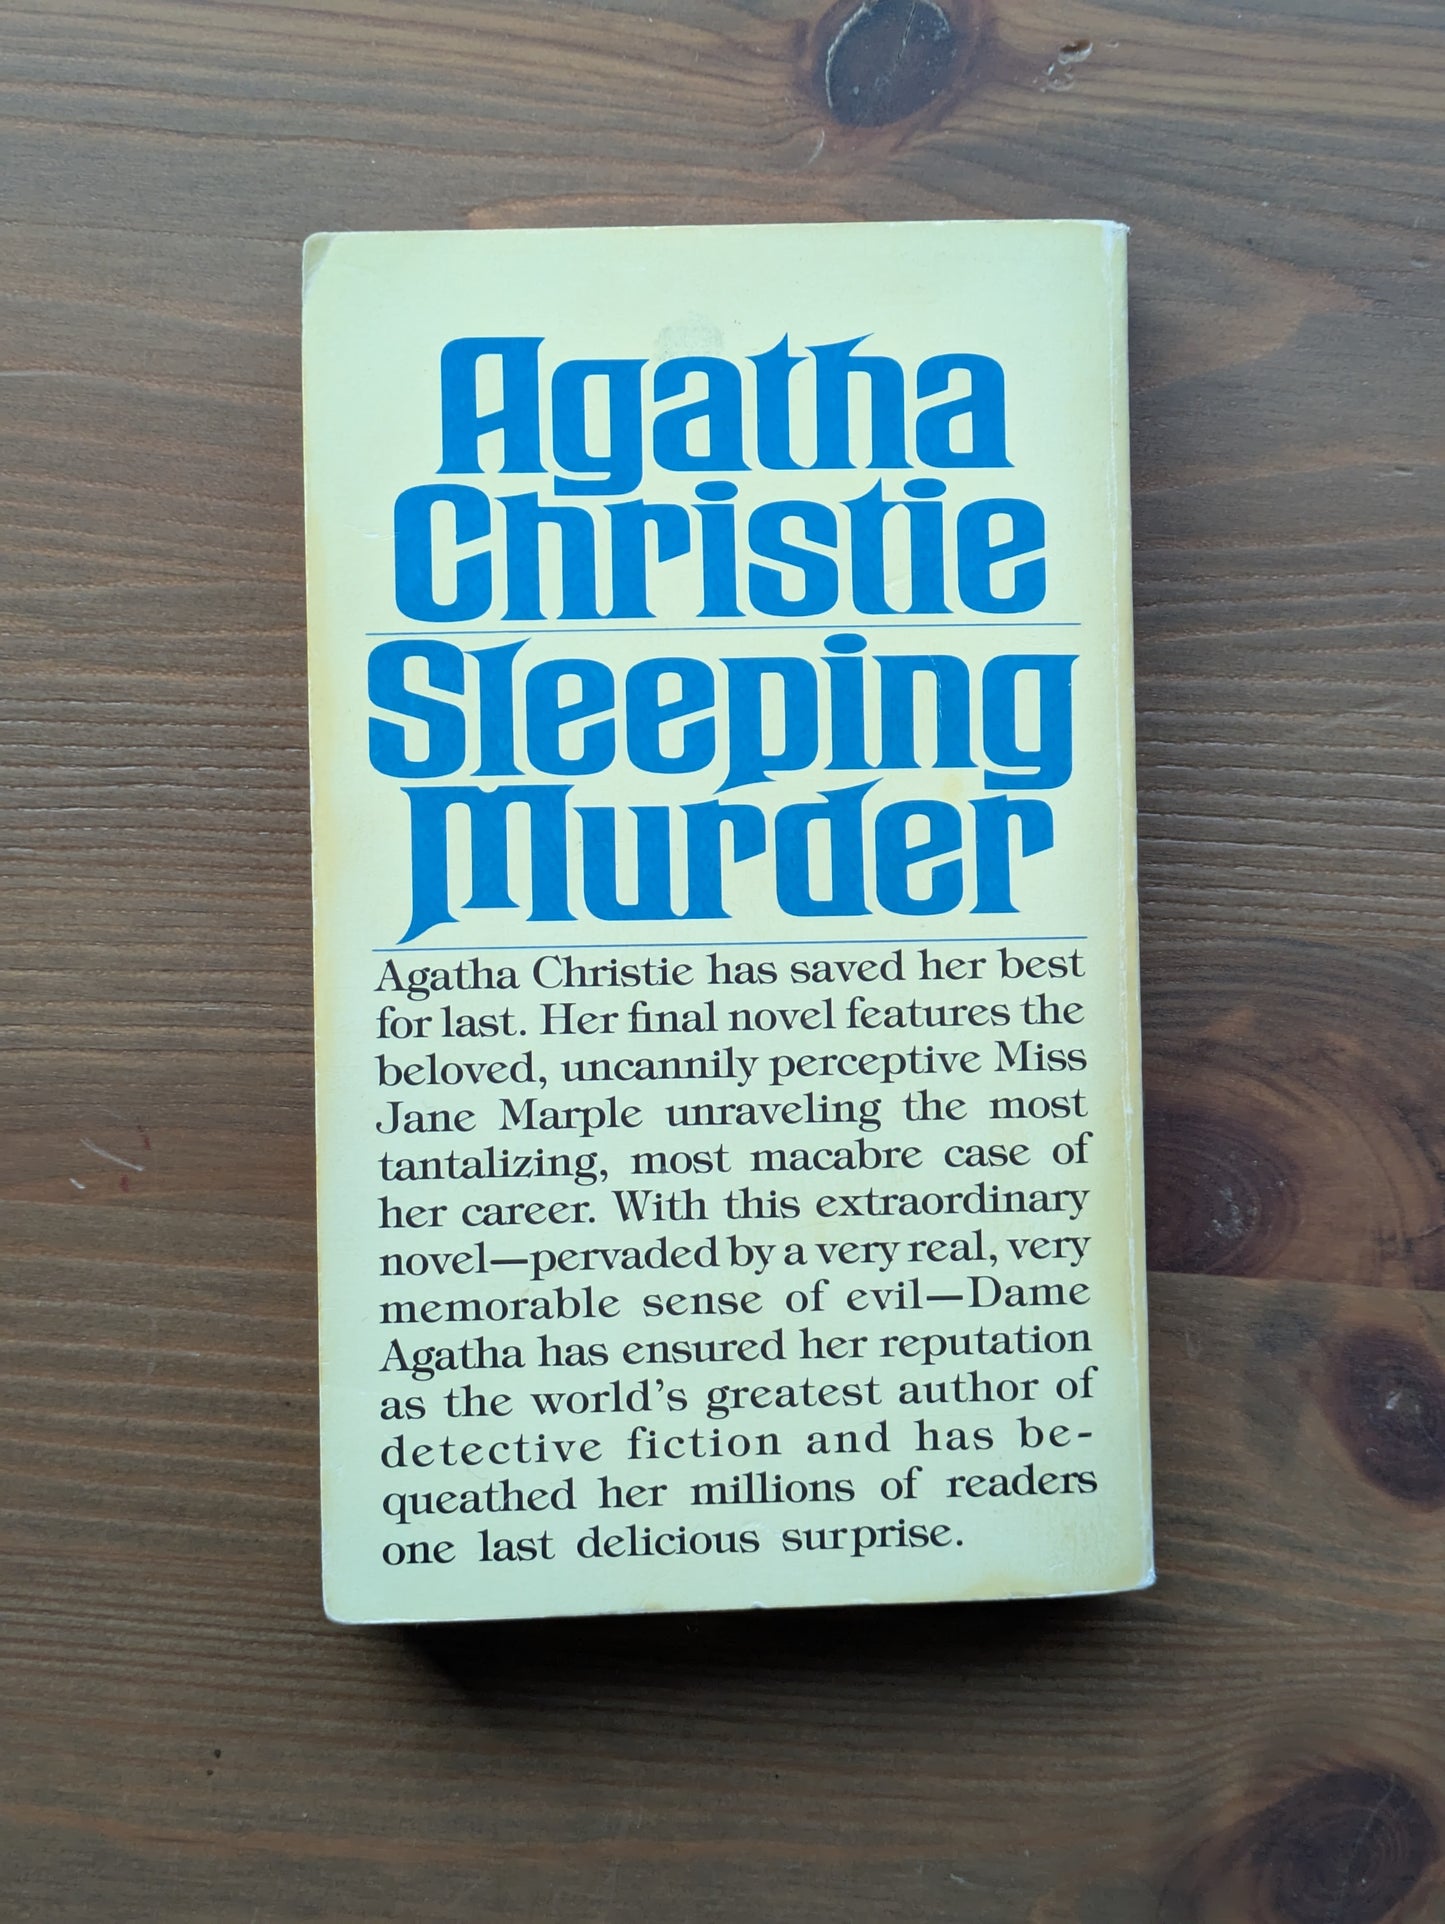 Agatha
Christie
Sleeping
Murder
Agatha Christie has saved her best
for last. Her final novel features the
beloved, uncannily perceptive Miss
Jane Marple unraveling the most
tantalizing, most macabre case of
her career. With this extraordinary
novel—pervaded by a very real, very
memorable sense of evil—Dame
Agatha has ensured her reputation
as the world's greatest author of
detective fiction and has be-
queathed her millions of readers
one last delicious surprise.